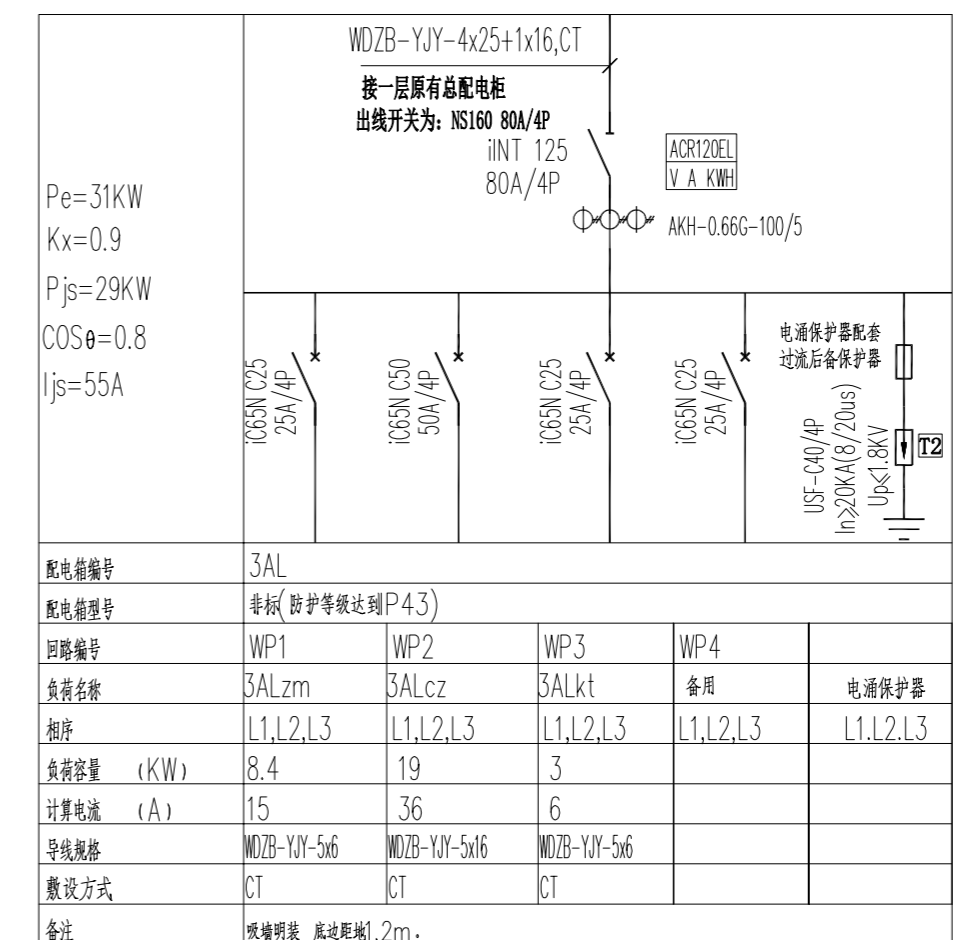 WDZB-YJY-4x25+1x16,CT
接一层原有总配电柜
出线开关为: NS160 80A/4P
iINT 125
80A/4P
ACR120EL
V A KWH
AKH-0.66G-100/5
Pe=31KW
Kx=0.9
Pjs=29KW
COSθ=0.8
Ijs=55A
iC65N C25
25A/4P
iC65N C50
50A/4P
iC65N C25
25A/4P
iC65N C25
25A/4P
电涌保护器配套
过流后备保护器
USF-C40/4P
In≥20KA(8/20us)
Up≤1.8KV
T2
配电箱编号 3AL
配电箱型号 非标(防护等级达到IP43)
回路编号 WP1 WP2 WP3 WP4
负荷名称 3ALzm 3ALcz 3ALkt 备用 电涌保护器
相序 L1,L2,L3 L1,L2,L3 L1,L2,L3 L1,L2,L3 L1.L2.L3
负荷容量 (KW) 8.4 19 3
计算电流 (A) 15 36 6
导线规格 WDZB-YJY-5x6 WDZB-YJY-5x16 WDZB-YJY-5x6
敷设方式 CT CT CT
备注 吸墙明装 底边距地1.2m.